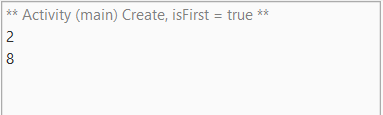 ** Activity (main) Create, isFirst = true **
2
8